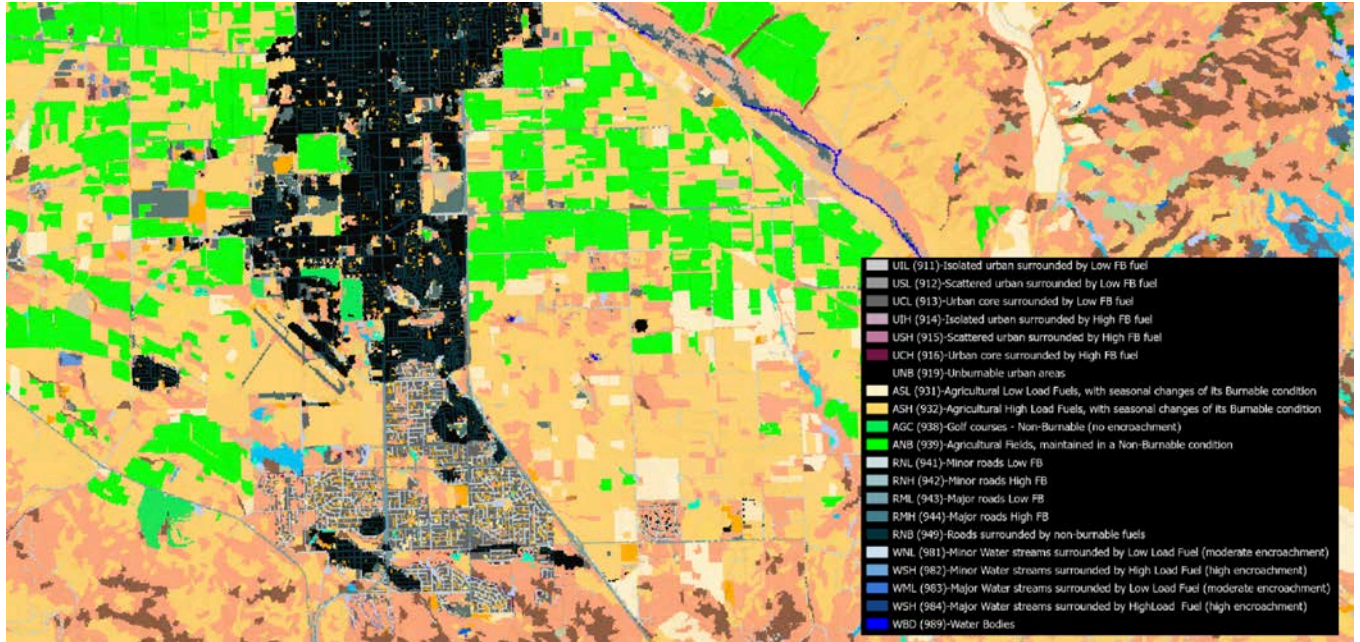 UIL (911)-Isolated urban surrounded by Low FB fuel
USL (912)-Scattered urban surrounded by Low FB fuel
UCL (913)-Urban core surrounded by Low FB fuel
UIH (914)-Isolated urban surrounded by High FB fuel
USH (915)-Scattered urban surrounded by High FB fuel
UCH (916)-Urban core surrounded by High FB fuel
UNB (919)-Unburnable urban areas
ASL (931)-Agricultural Low Load Fuels, with seasonal changes of its Burnable condition
ASH (932)-Agricultural High Load Fuels, with seasonal changes of its Burnable condition
AGC (938)-Golf courses - Non-Burnable (no encroachment)
ANB (939)-Agricultural Fields, maintained in a Non-Burnable condition
RNL (941)-Minor roads Low FB
RNH (942)-Minor roads High FB
RML (943)-Major roads Low FB
RMH (944)-Major roads High FB
RNB (949)-Roads surrounded by non-burnable fuels
WNL (981)-Minor Water streams surrounded by Low Load Fuel (moderate encroachment)
WSH (982)-Minor Water streams surrounded by High Load Fuel (high encroachment)
WML (983)-Major Water streams surrounded by Low Load Fuel (moderate encroachment)
WSH (984)-Major Water streams surrounded by HighLoad Fuel (high encroachment)
WBD (989)-Water Bodies